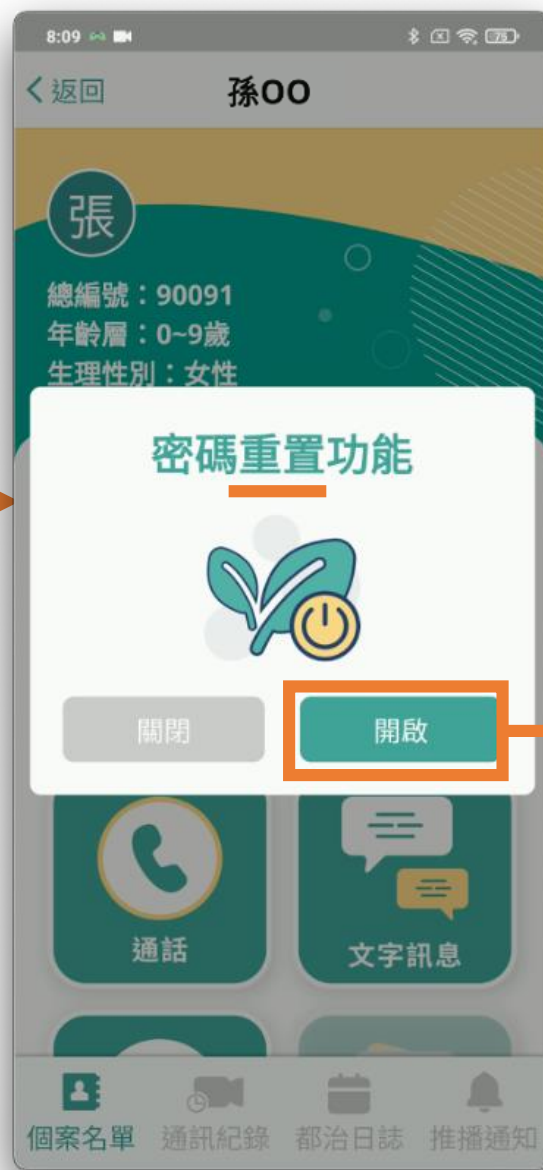 8:09
75
返回
孫OO
張
總編號：90091
年齡層：0~9歲
生理性別：女性
密碼重置功能
關閉
開啟
通話
文字訊息
個案名單
通訊紀錄
都治日誌
推播通知